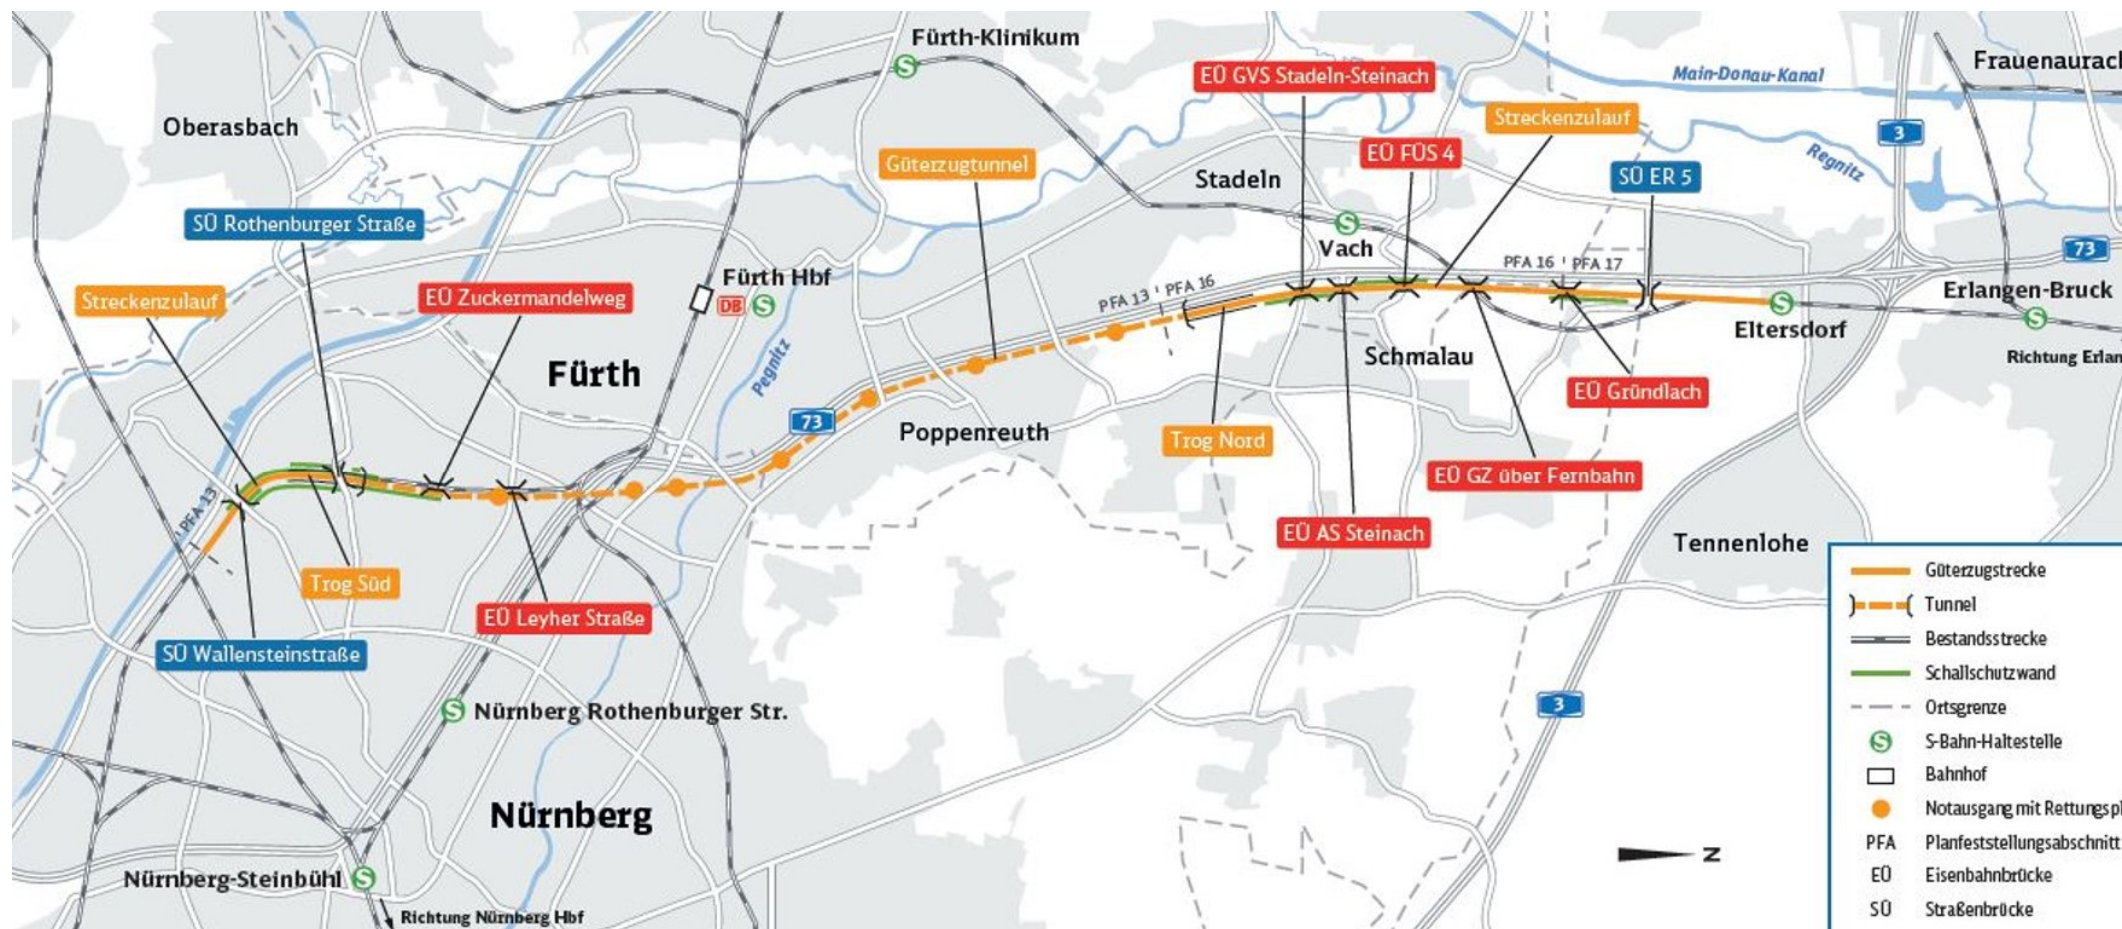 Fürth-Klinikum
EÜ GVS Stadeln-Steinach
Main-Donau-Kanal
Frauenaurach
Oberasbach
Streckenzulauf
3
EÜ FÜS 4
Güterzugtunnel
Stadeln
SÜ ER 5
Regnitz
SÜ Rothenburger Straße
S
Vach
73
PFA 16
PFA 17
Fürth Hbf
DB
S
Streckenzulauf
EÜ Zuckermandelweg
PFA 13
PFA 16
Erlangen-Bruck
S
Eltersdorf
S
Richtung Erlan
Fürth
Pegnitz
Schmalau
EÜ Gründlach
73
Poppenreuth
Trog Nord
EÜ GZ über Fernbahn
PFA 13
EÜ AS Steinach
Tennenlohe
Trog Süd
EÜ Leyher Straße
SÜ Wallensteinstraße
3
S
Nürnberg Rothenburger Str.
Nürnberg
Nürnberg-Steinbühl
S
Richtung Nürnberg Hbf
N
Güterzugstrecke
Tunnel
Bestandsstrecke
Schallschutzwand
Ortsgrenze
S
S-Bahn-Haltestelle
Bahnhof
Notausgang mit Rettungspl
PFA Planfeststellungsabschnitt
EÜ Eisenbahnbrücke
SÜ Straßenbrücke